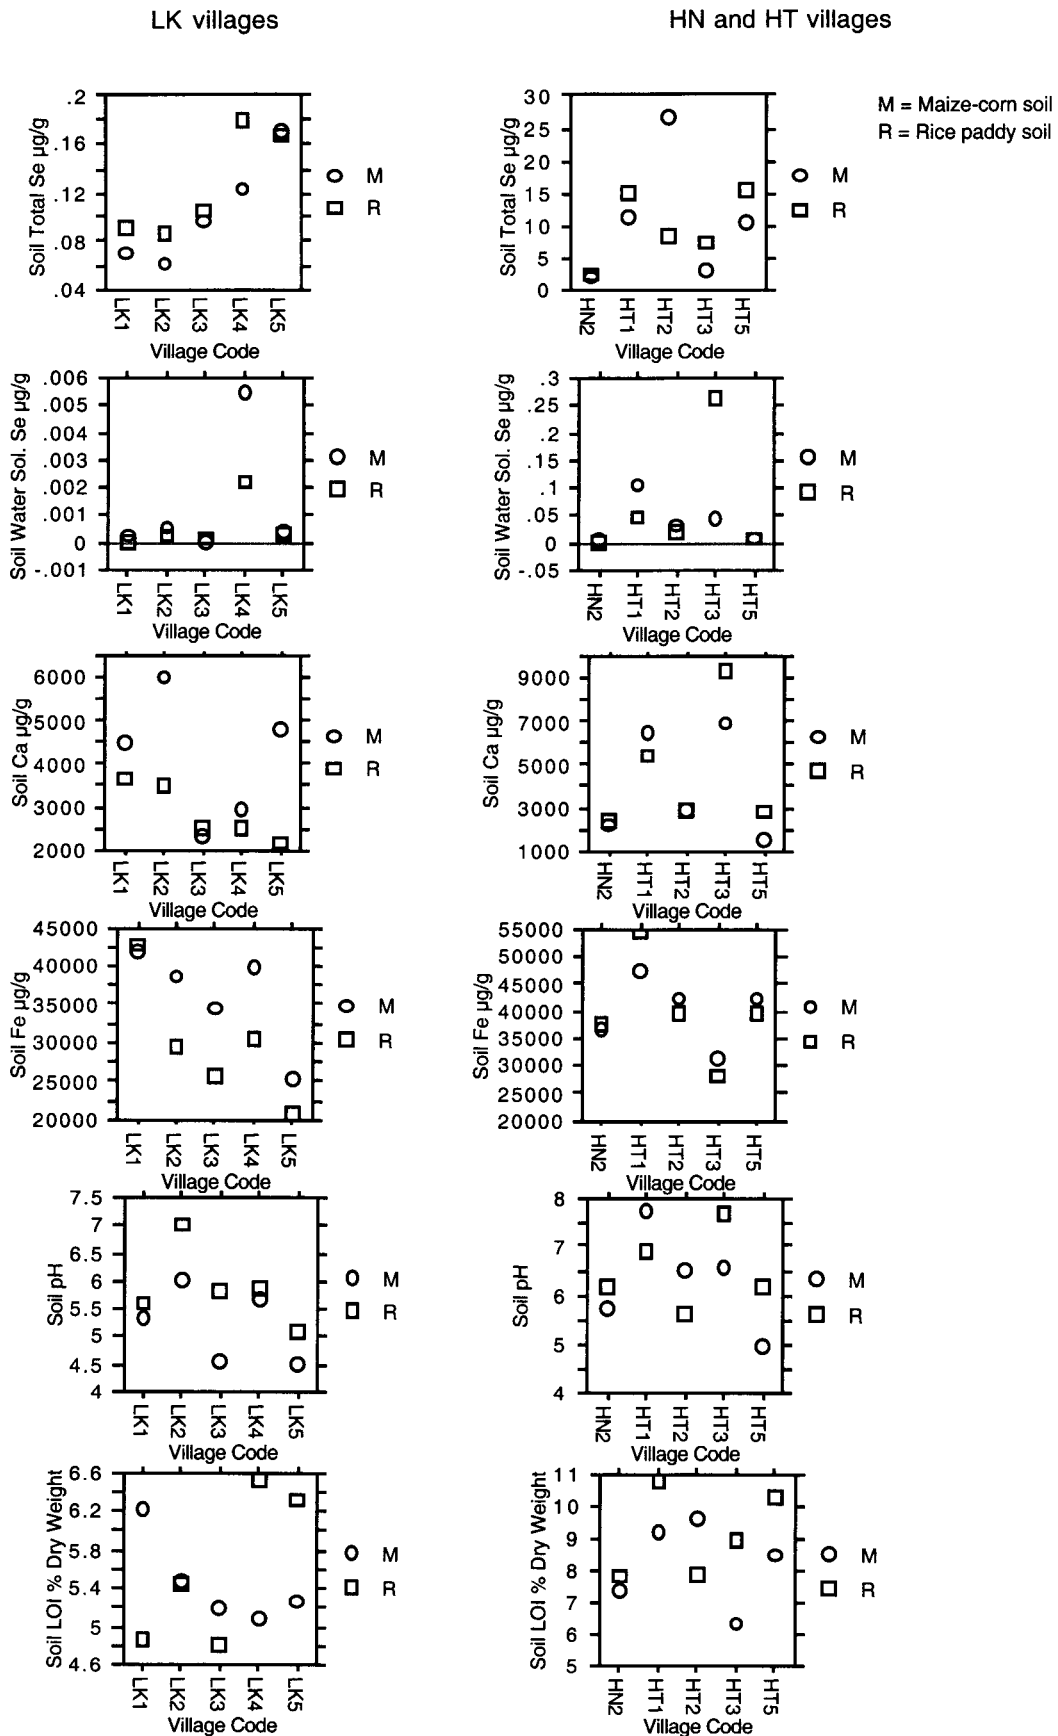 LK villages
HN and HT villages
M = Maize-corn soil
R = Rice paddy soil
Soil Total Se µg/g
.2
.16
.12
.08
.04
LK1
LK2
LK3
LK4
LK5
Village Code
M
R
Soil Total Se µg/g
30
25
20
15
10
5
0
HN2
HT1
HT2
HT3
HT5
Village Code
M
R
Soil Water Sol. Se µg/g
.006
.005
.004
.003
.002
.001
0
-.001
LK1
LK2
LK3
LK4
LK5
Village Code
M
R
Soil Water Sol. Se µg/g
.3
.25
.2
.15
.1
.05
0
-.05
HN2
HT1
HT2
HT3
HT5
Village Code
M
R
Soil Ca µg/g
6000
5000
4000
3000
2000
LK1
LK2
LK3
LK4
LK5
Village Code
M
R
Soil Ca µg/g
9000
7000
5000
3000
1000
HN2
HT1
HT2
HT3
HT5
Village Code
M
R
Soil Fe µg/g
45000
40000
35000
30000
25000
20000
LK1
LK2
LK3
LK4
LK5
Village Code
M
R
Soil Fe µg/g
55000
50000
45000
40000
35000
30000
25000
20000
HN2
HT1
HT2
HT3
HT5
Village Code
M
R
Soil pH
7.5
7
6.5
6
5.5
5
4.5
4
LK1
LK2
LK3
LK4
LK5
Village Code
M
R
Soil pH
8
7
6
5
4
HN2
HT1
HT2
HT3
HT5
Village Code
M
R
Soil LOI % Dry Weight
6.6
6.2
5.8
5.4
5
4.6
LK1
LK2
LK3
LK4
LK5
Village Code
M
R
Soil LOI % Dry Weight
11
10
9
8
7
6
5
HN2
HT1
HT2
HT3
HT5
Village Code
M
R